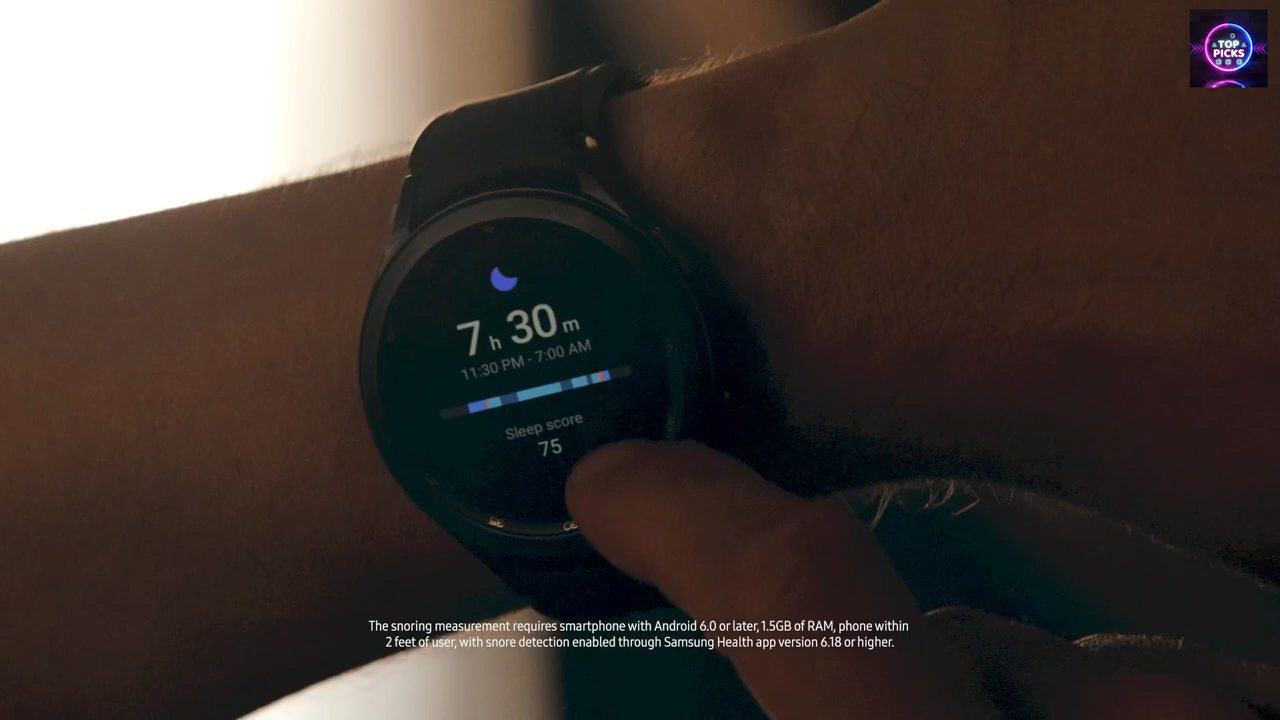 TOP
PICKS
7h 30m
11:30 PM - 7:00 AM
Sleep score
75
The snoring measurement requires smartphone with Android 6.0 or later, 1.5GB of RAM, phone within
2 feet of user, with snore detection enabled through Samsung Health app version 6.18 or higher.